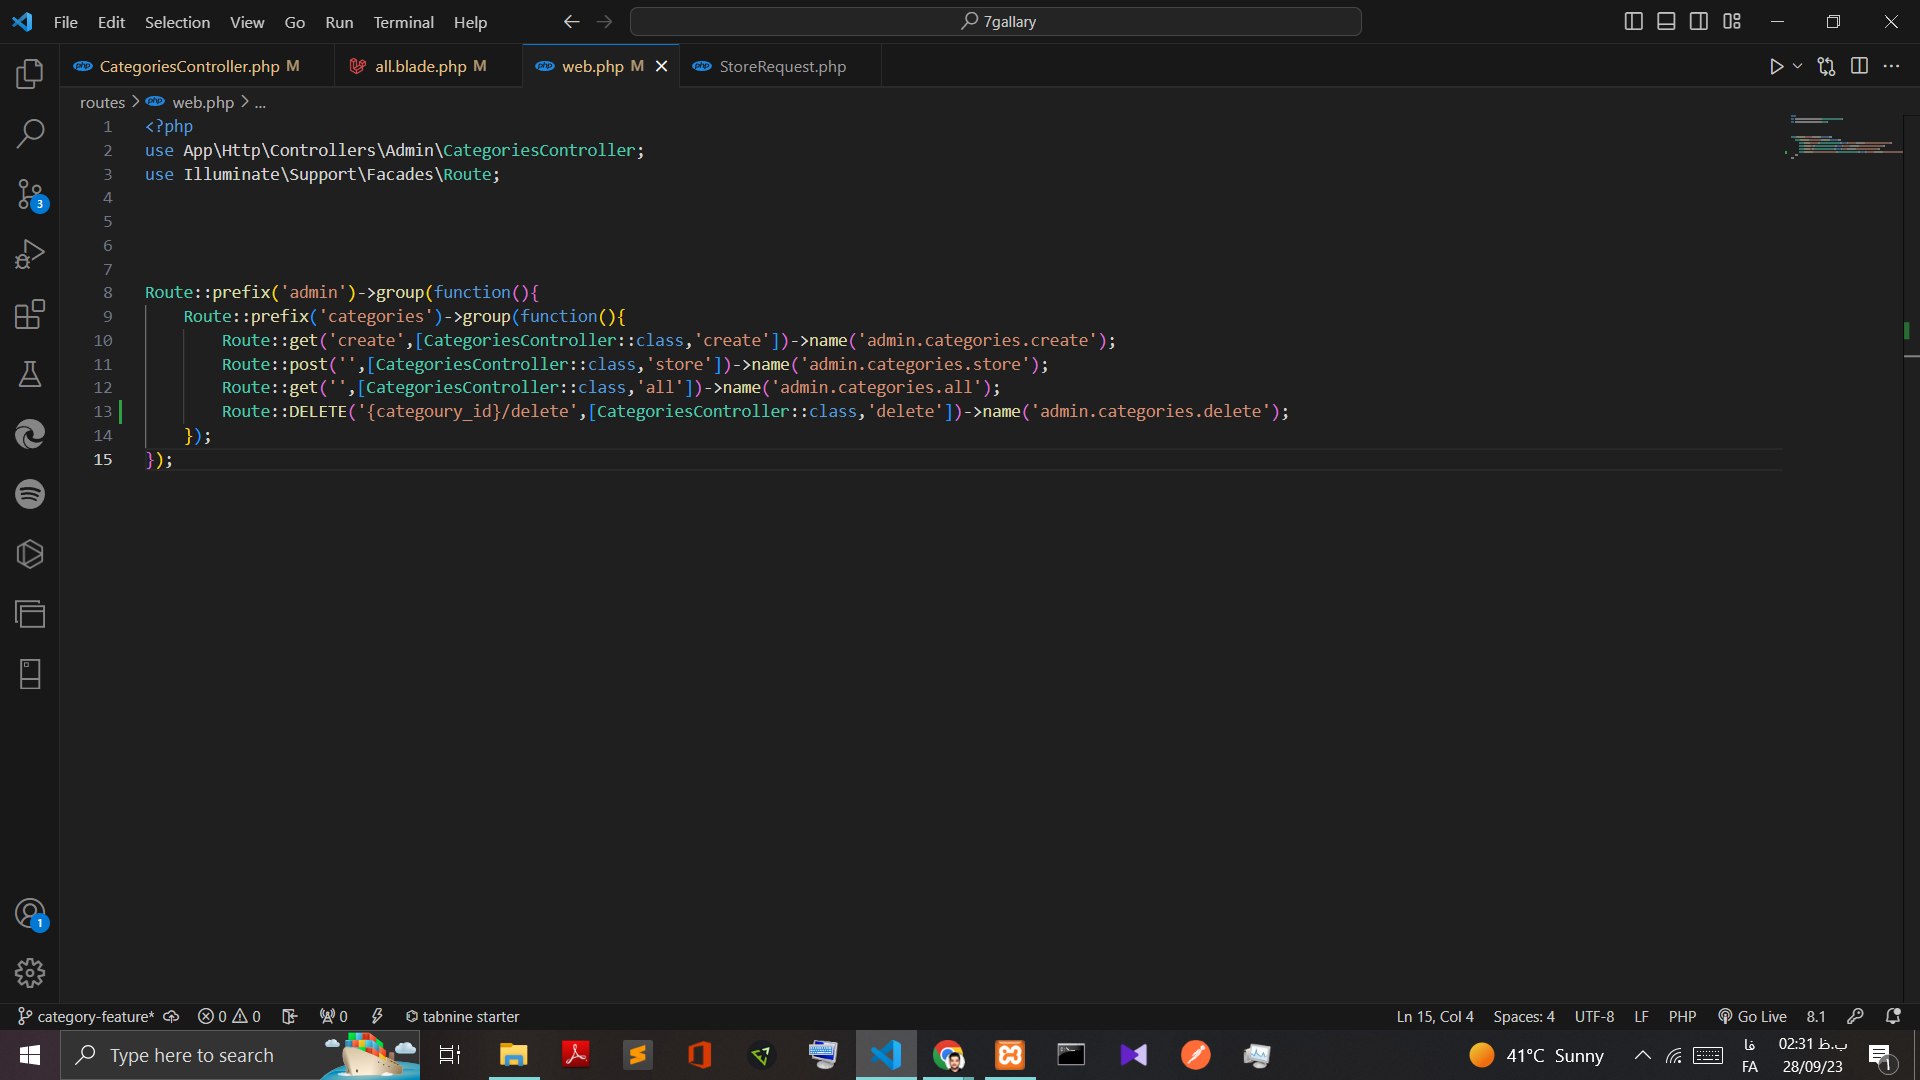 File Edit Selection View Go Run Terminal Help
7gallary
CategoriesController.php M
all.blade.php M
web.php M
StoreRequest.php
routes > web.php > ...
1 <?php
2 use App\Http\Controllers\Admin\CategoriesController;
3 use Illuminate\Support\Facades\Route;
4
5
6
7
8 Route::prefix('admin')->group(function(){
9 Route::prefix('categories')->group(function(){
10 Route::get('create',[CategoriesController::class,'create'])->name('admin.categories.create');
11 Route::post('',[CategoriesController::class,'store'])->name('admin.categories.store');
12 Route::get('',[CategoriesController::class,'all'])->name('admin.categories.all');
13 Route::DELETE('{categoury_id}/delete',[CategoriesController::class,'delete'])->name('admin.categories.delete');
14 });
15 });
3
1
category-feature* 0 0 0 tabnine starter
Ln 15, Col 4 Spaces: 4 UTF-8 LF PHP Go Live 8.1
Type here to search
41°C Sunny
فا
FA
02:31 ب.ظ
28/09/23
1